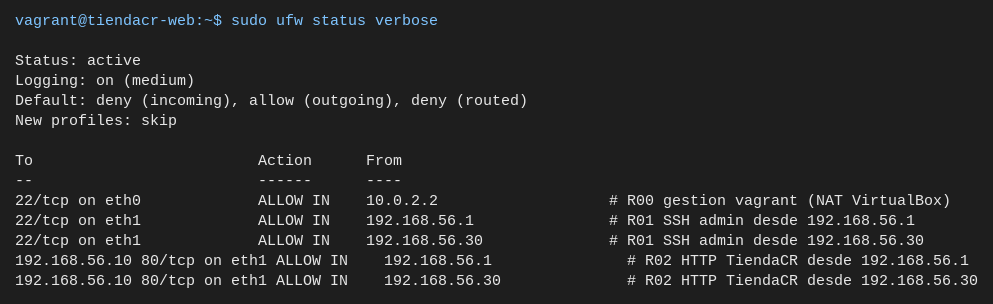 vagrant@tiendacr-web:~$ sudo ufw status verbose
Status: active
Logging: on (medium)
Default: deny (incoming), allow (outgoing), deny (routed)
New profiles: skip
To                         Action      From
--                         ------      ----
22/tcp on eth0             ALLOW IN    10.0.2.2                   # R00 gestion vagrant (NAT VirtualBox)
22/tcp on eth1             ALLOW IN    192.168.56.1               # R01 SSH admin desde 192.168.56.1
22/tcp on eth1             ALLOW IN    192.168.56.30              # R01 SSH admin desde 192.168.56.30
192.168.56.10 80/tcp on eth1 ALLOW IN    192.168.56.1               # R02 HTTP TiendaCR desde 192.168.56.1
192.168.56.10 80/tcp on eth1 ALLOW IN    192.168.56.30              # R02 HTTP TiendaCR desde 192.168.56.30